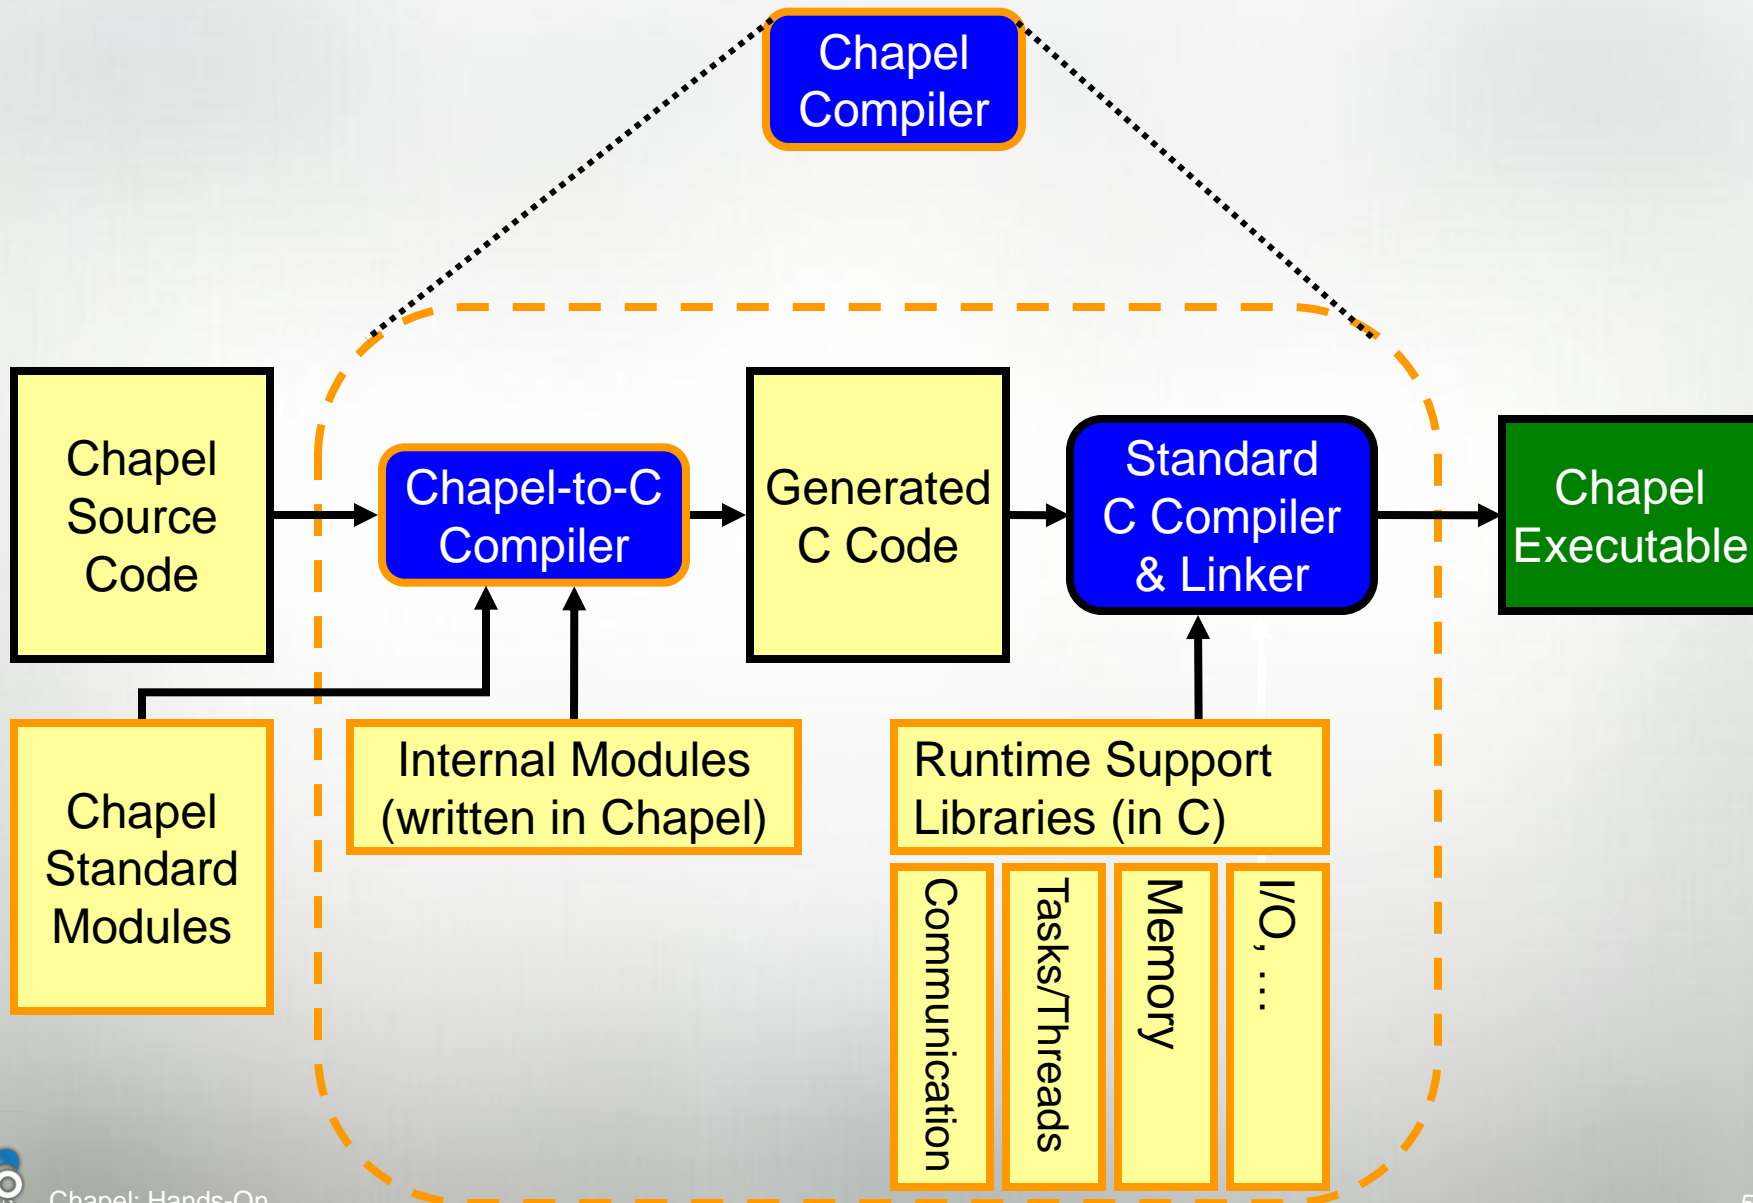 Chapel
Compiler
Chapel
Source
Code
Chapel-to-C
Compiler
Generated
C Code
Standard
C Compiler
& Linker
Chapel
Executable
Chapel
Standard
Modules
Internal Modules
(written in Chapel)
Runtime Support
Libraries (in C)
Communication
Tasks/Threads
Memory
I/O, …
Chapel: Hands-On